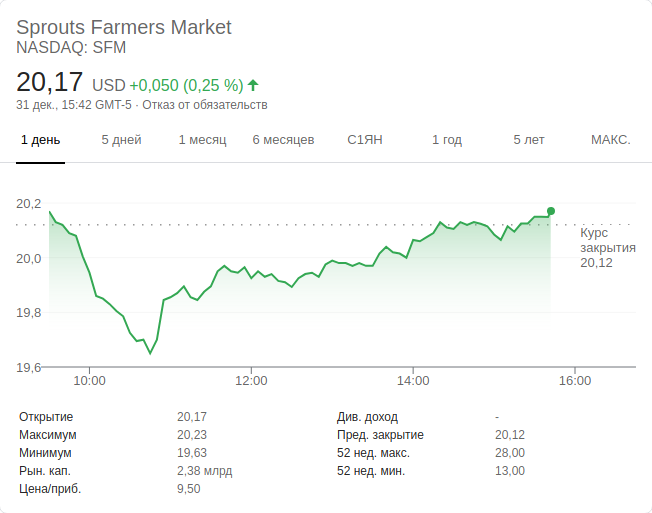 Sprouts Farmers Market
NASDAQ: SFM
20,17 USD +0,050 (0,25 %)
31 дек., 15:42 GMT-5 · Отказ от обязательств
1 день 5 дней 1 месяц 6 месяцев С1ЯН 1 год 5 лет МАКС.
20,2
20,0
19,8
19,6
Курс
закрытия
20,12
10:00 12:00 14:00 16:00
Открытие 20,17
Максимум 20,23
Минимум 19,63
Рын. кап. 2,38 млрд
Цена/приб. 9,50
Див. доход -
Пред. закрытие 20,12
52 нед. макс. 28,00
52 нед. мин. 13,00